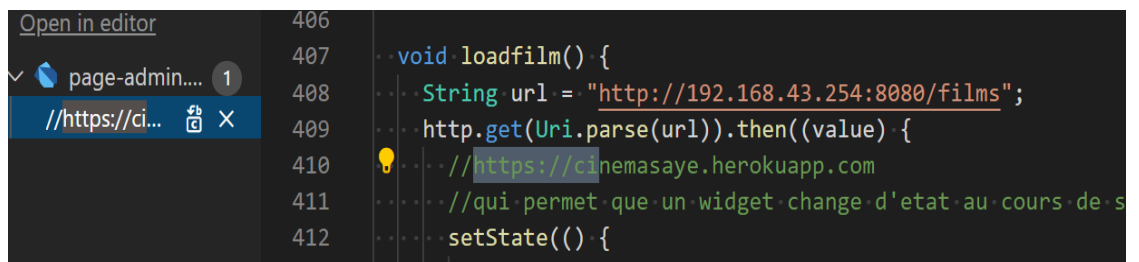 Open in editor
page-admin.... 1
//https://ci...
406
407 void loadfilm() {
408 String url = "http://192.168.43.254:8080/films";
409 http.get(Uri.parse(url)).then((value) {
410 //https://cinemasaye.herokuapp.com
411 //qui permet que un widget change d'etat au cours de s
412 setState(() {